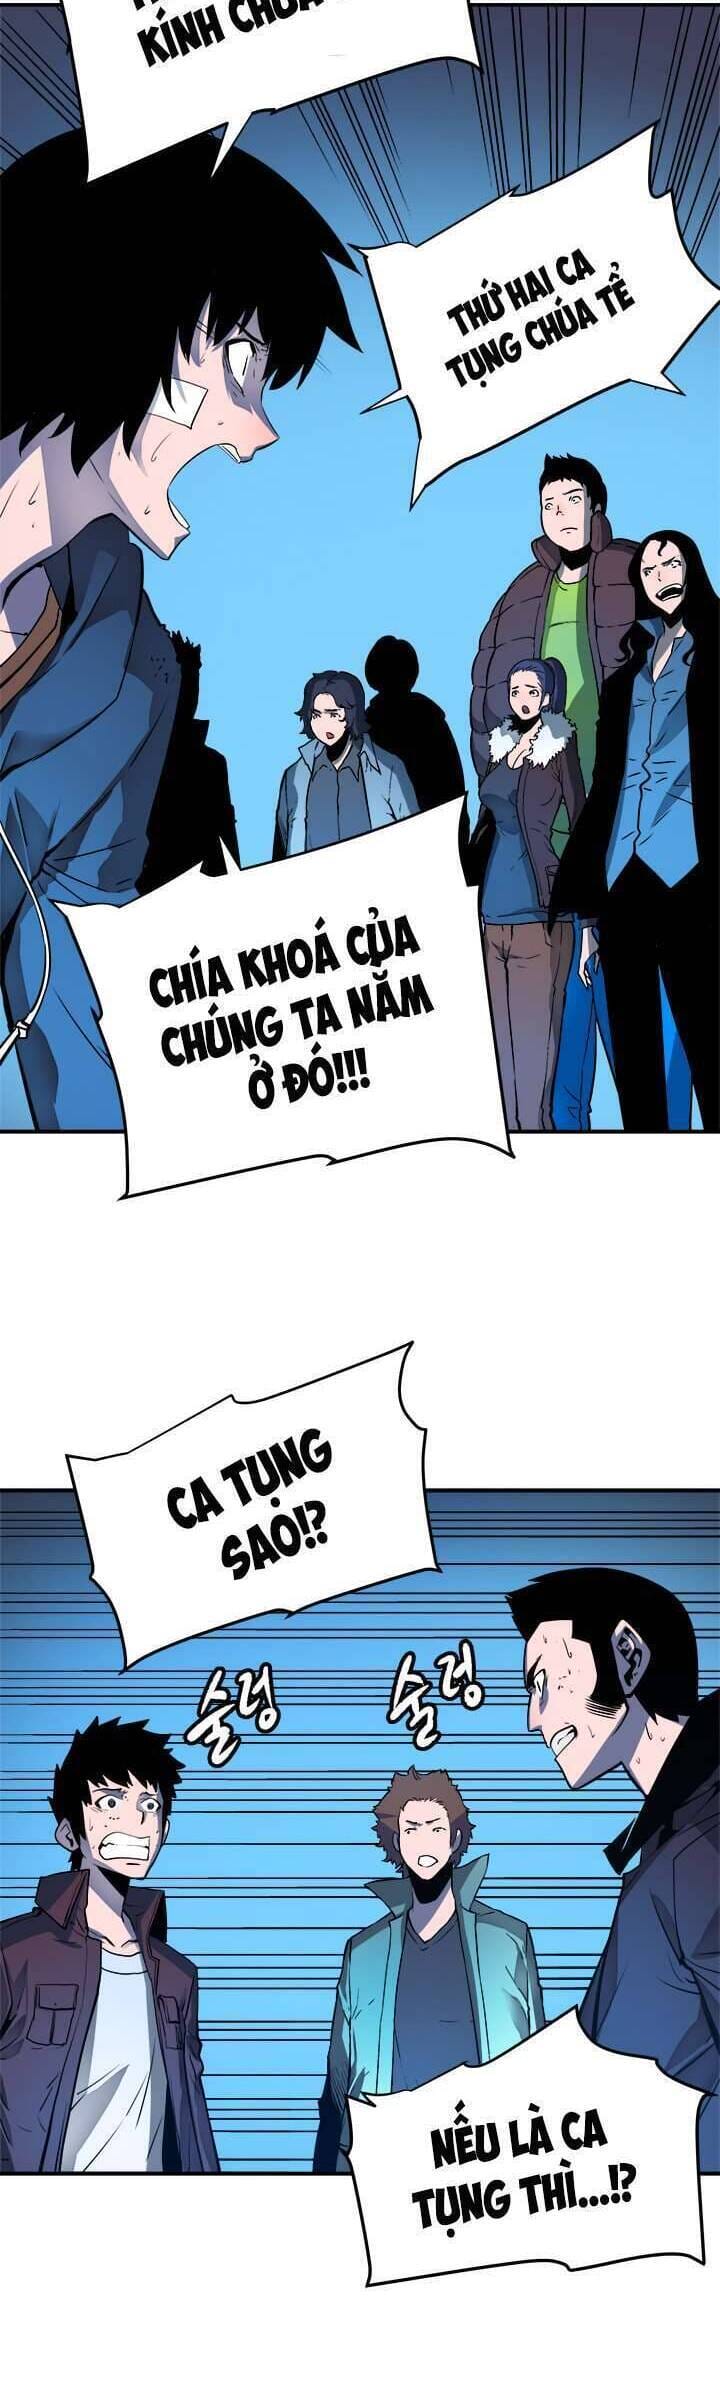 KÍNH CHÚA
THỨ HAI CA
TỤNG CHÚA TỂ
CHÍA KHOÁ CỦA
CHÚNG TA NẰM
Ở ĐÓ!!!
CA TỤNG
SAO!?
술렁
술렁
NẾU LÀ CA
TỤNG THÌ...!?